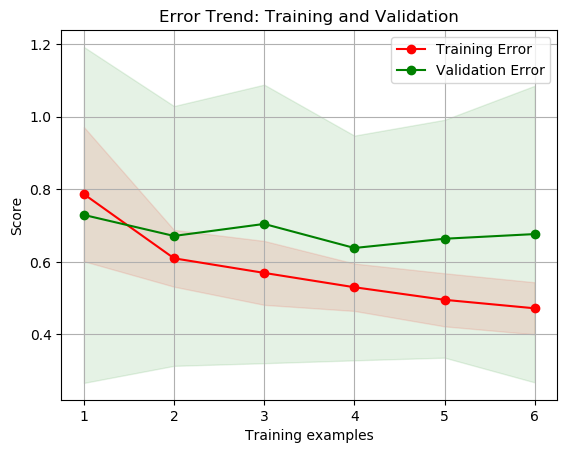 Error Trend: Training and Validation
Training Error
Validation Error
Score
1.2
1.0
0.8
0.6
0.4
1 2 3 4 5 6
Training examples